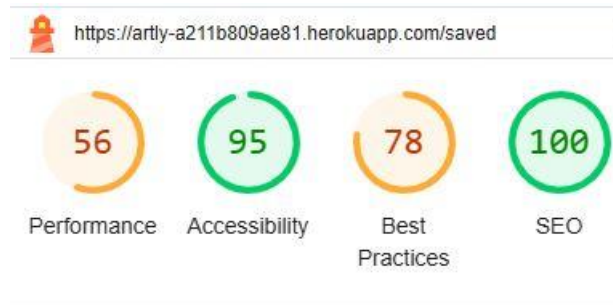 https://artly-a211b809ae81.herokuapp.com/saved
56
95
78
100
Performance
Accessibility
Best
Practices
SEO